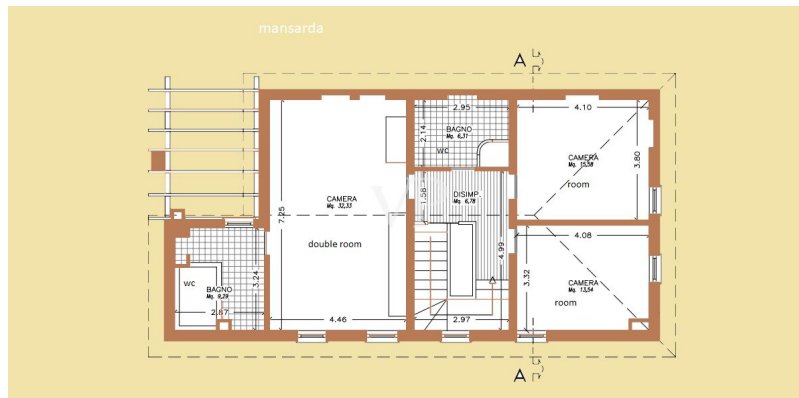 mansarda
A
2.95
4.10
2.14
BAGNO
Mq. 6,31
WC
CAMERA
Mq. 15,58
room
3.80
CAMERA
Mq. 32,33
7.25
double room
1.58
DISIMP.
Mq. 6,78
4.99
4.08
3.32
CAMERA
Mq. 13,54
room
WC
BAGNO
Mq. 9,29
2.87
3.24
4.46
2.97
A